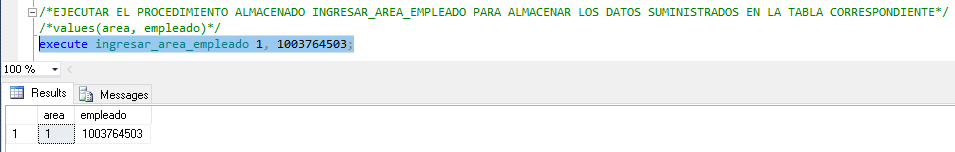 /*EJECUTAR EL PROCEDIMIENTO ALMACENADO INGRESAR_AREA_EMPLEADO PARA ALMACENAR LOS DATOS SUMINISTRADOS EN LA TABLA CORRESPONDIENTE*/
/*values(area, empleado)*/
execute ingresar_area_empleado 1, 1003764503;
100 %
Results Messages
area empleado
1 1 1003764503